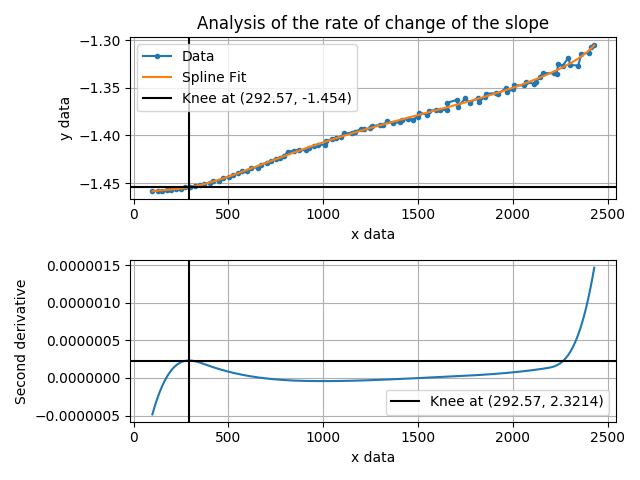 Analysis of the rate of change of the slope
−1.30
−1.35
−1.40
−1.45
y data
Data
Spline Fit
Knee at (292.57, -1.454)
0
500
1000
1500
2000
2500
x data
0.0000015
0.0000010
0.0000005
0.0000000
−0.0000005
Second derivative
Knee at (292.57, 2.3214)
0
500
1000
1500
2000
2500
x data